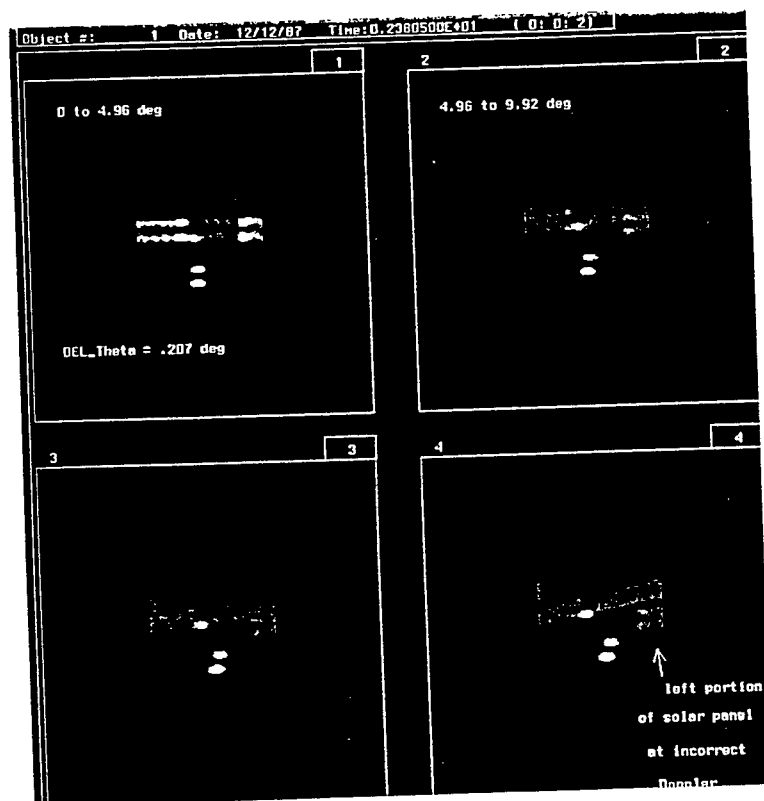 Object #: 1 Date: 12/12/87 Time:0.2380500E+01 ( 0: 0: 2)
1
2 2
0 to 4.96 deg
4.96 to 9.92 deg
DEL_Theta = .207 deg
3 3
4 4
left portion
of solar panel
at incorrect
Doppler